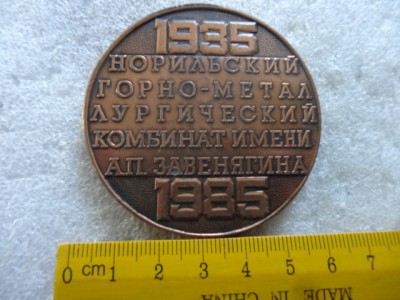 1935
НОРИЛЬСКИЙ
ГОРНО-МЕТАЛ
ЛУРГИЧЕСКИЙ
КОМБИНАТ ИМЕНИ
А.П. ЗАВЕНЯГИНА
1985
0 cm 1 2 3 4 5 6 7
MADE IN CHINA